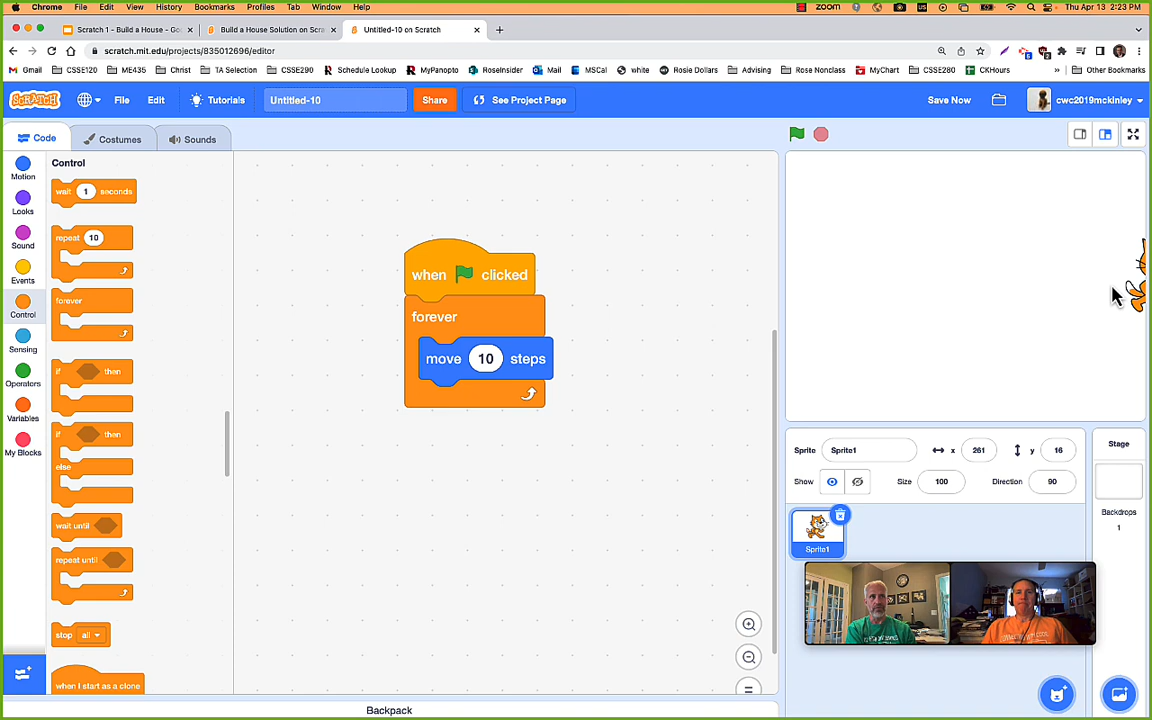 Chrome File Edit View History Bookmarks Profiles Tab Window Help zoom Thu Apr 13 2:23 PM
Scratch 1 - Build a House - Go Build a House Solution on Scra Untitled-10 on Scratch
scratch.mit.edu/projects/835012696/editor
Gmail CSSE120 ME435 Christ TA Selection CSSE290 Schedule Lookup MyPanopto RoseInsider Mail MSCal white Rosie Dollars Advising Rose Nonclass MyChart CSSE280 CKHours » Other Bookmarks
SCRATCH File Edit Tutorials Untitled-10 Share See Project Page Save Now cwc2019mckinley
Code Costumes Sounds
Motion
Looks
Sound
Events
Control
Sensing
Operators
Variables
My Blocks
Control
wait 1 seconds
repeat 10
forever
if then
if then
else
wait until
repeat until
stop all
when I start as a clone
when clicked
forever
move 10 steps
Sprite Sprite1 x 261 y 16
Show Size 100 Direction 90
Sprite1
Stage
Backdrops
1
Backpack